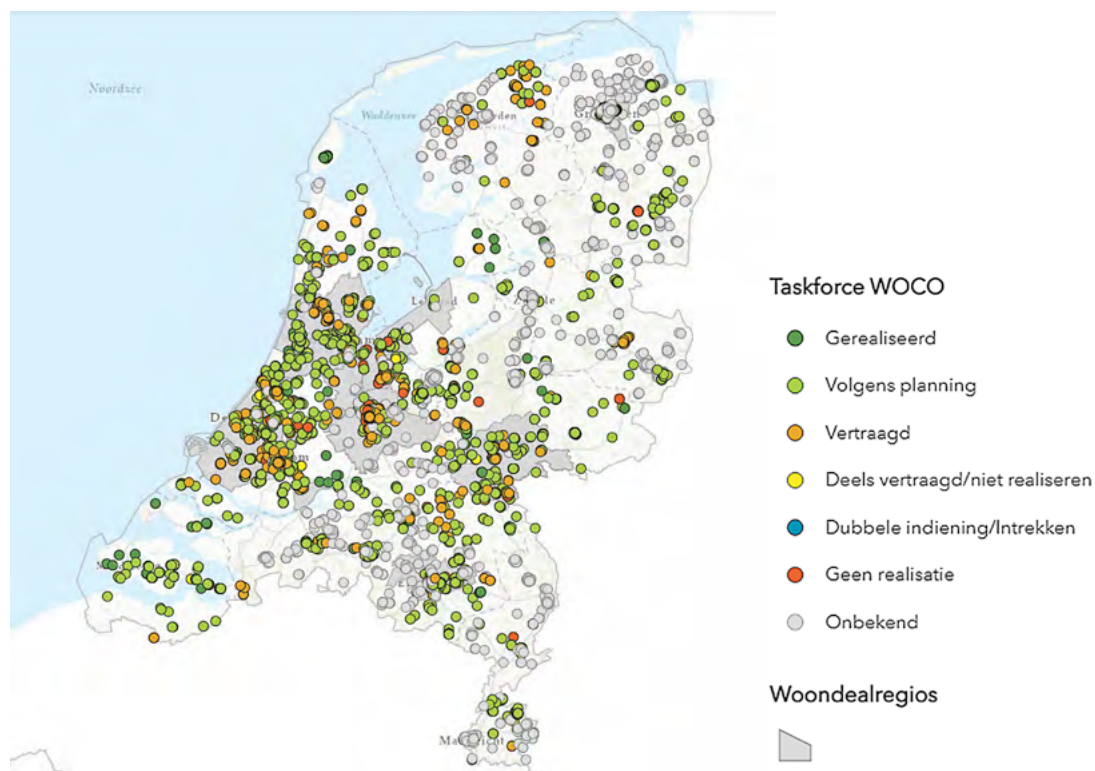 Noordzee
Waddenzee
Taskforce WOCO
Gerealiseerd
Volgens planning
Vertraagd
Deels vertraagd/niet realiseren
Dubbele indiening/Intrekken
Geen realisatie
Onbekend
Woondealregios